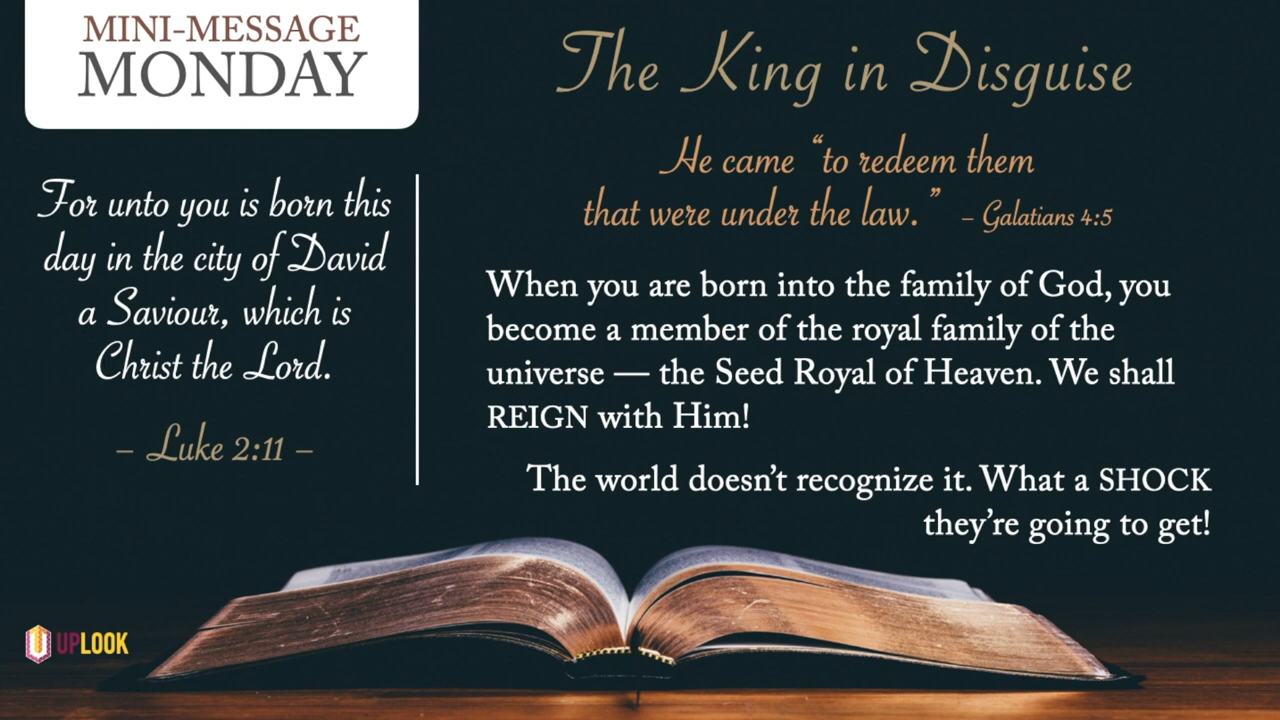 MINI-MESSAGE
MONDAY
For unto you is born this
day in the city of David
a Saviour, which is
Christ the Lord.
– Luke 2:11 –
The King in Disguise
He came “to redeem them
that were under the law.” – Galatians 4:5
When you are born into the family of God, you
become a member of the royal family of the
universe — the Seed Royal of Heaven. We shall
REIGN with Him!
The world doesn’t recognize it. What a SHOCK
they’re going to get!
UPLOOK